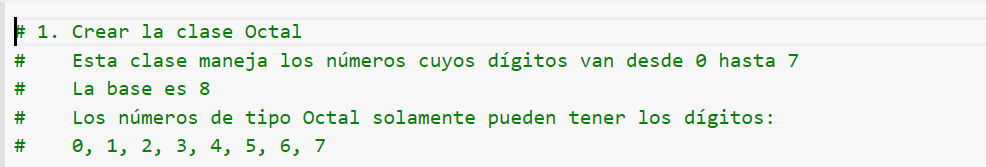 # 1. Crear la clase Octal
#    Esta clase maneja los números cuyos dígitos van desde 0 hasta 7
#    La base es 8
#    Los números de tipo Octal solamente pueden tener los dígitos:
#    0, 1, 2, 3, 4, 5, 6, 7